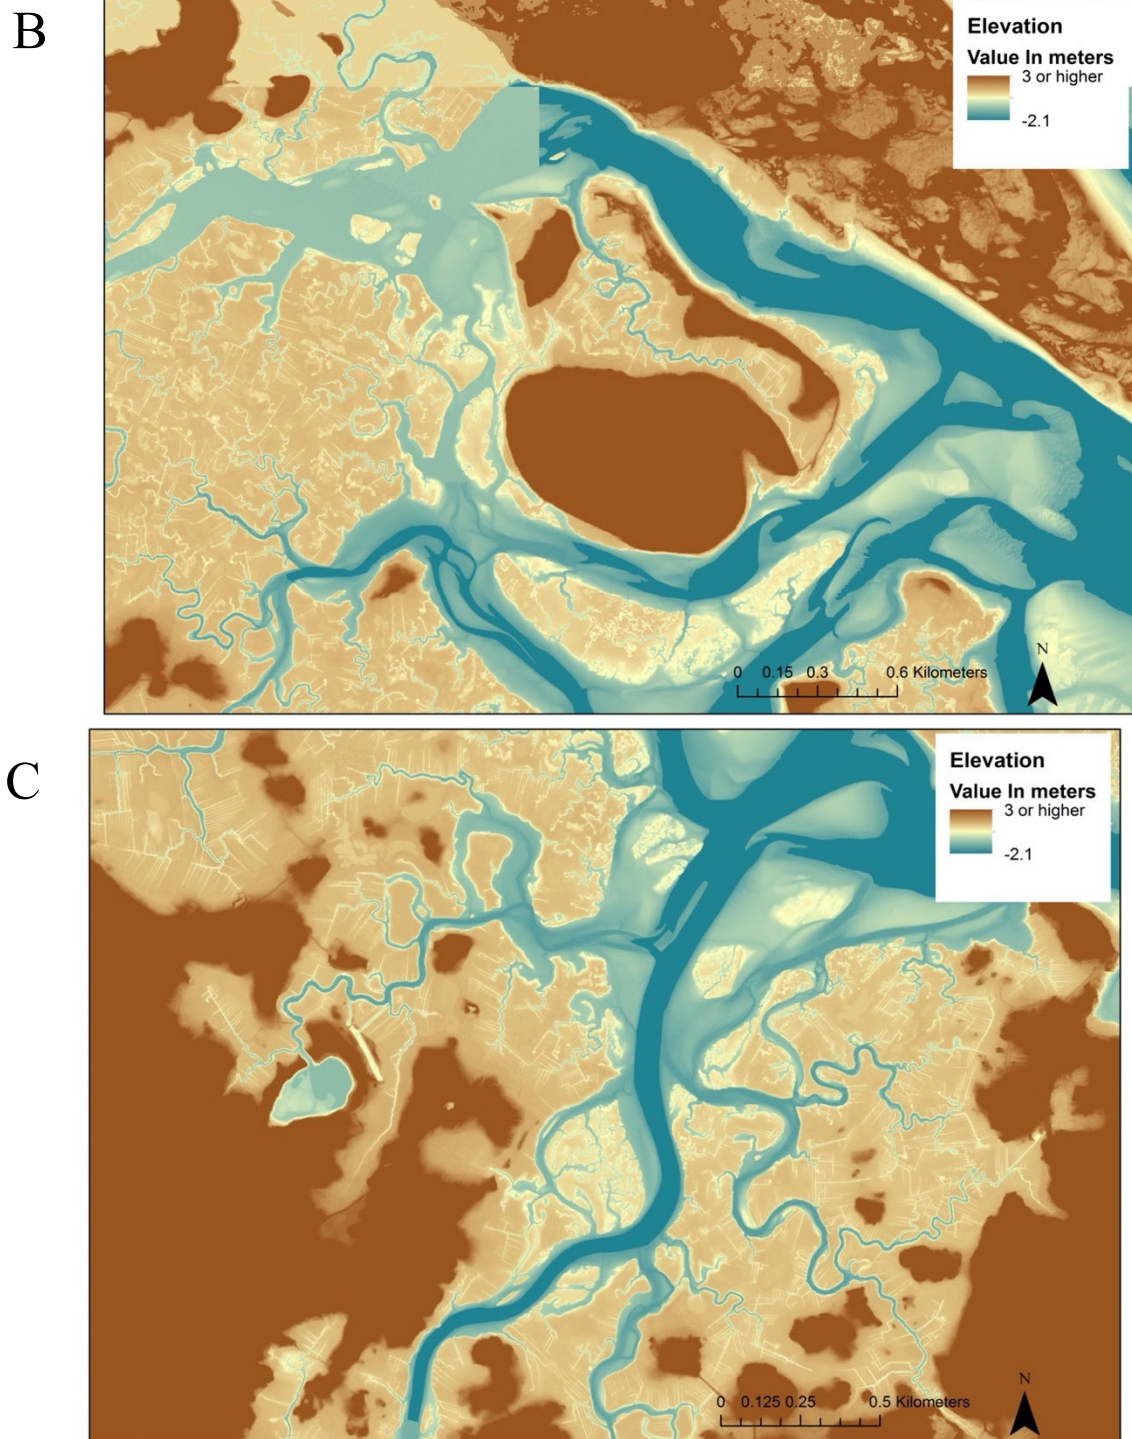 B
Elevation
Value In meters
3 or higher
-2.1
N
0 0.15 0.3 0.6 Kilometers
C
Elevation
Value In meters
3 or higher
-2.1
N
0 0.125 0.25 0.5 Kilometers